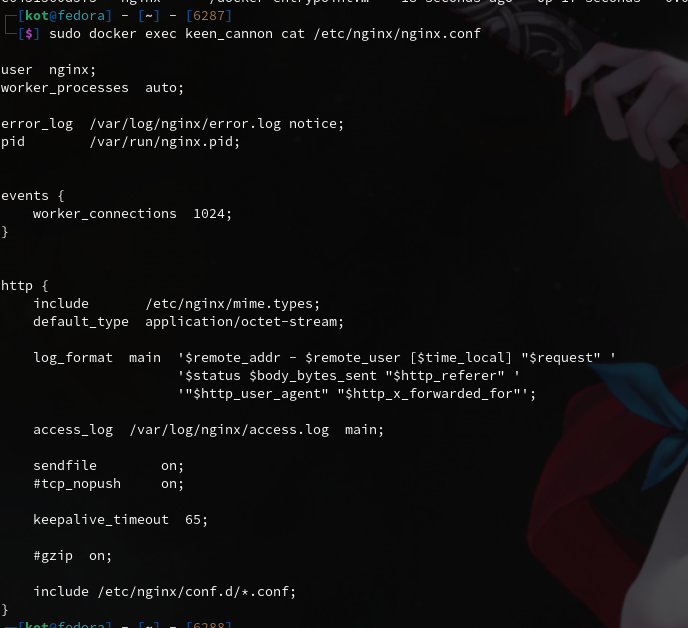 [kot@fedora] - [~] - [6287]
[$] sudo docker exec keen_cannon cat /etc/nginx/nginx.conf
user  nginx;
worker_processes  auto;
error_log  /var/log/nginx/error.log notice;
pid        /var/run/nginx.pid;
events {
    worker_connections  1024;
}
http {
    include       /etc/nginx/mime.types;
    default_type  application/octet-stream;
    log_format  main  '$remote_addr - $remote_user [$time_local] "$request" '
                      '$status $body_bytes_sent "$http_referer" '
                      '"$http_user_agent" "$http_x_forwarded_for"';
    access_log  /var/log/nginx/access.log  main;
    sendfile        on;
    #tcp_nopush     on;
    keepalive_timeout  65;
    #gzip  on;
    include /etc/nginx/conf.d/*.conf;
}
[kot@fedora] - [~] - [6288]